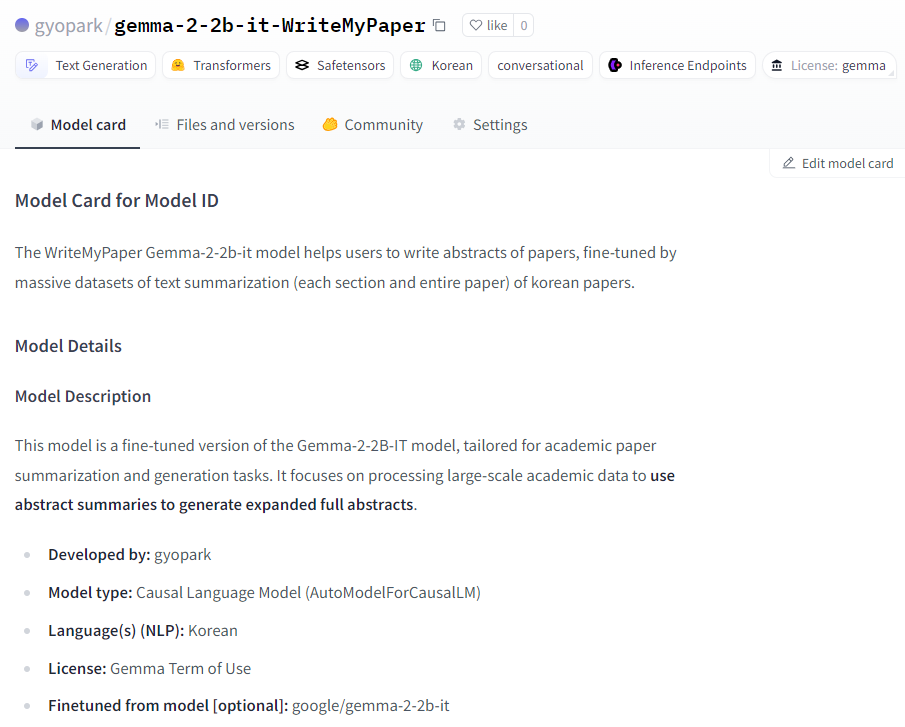 gyopark/gemma-2-2b-it-WriteMyPaper like 0
Text Generation Transformers Safetensors Korean conversational Inference Endpoints License: gemma
Model card Files and versions Community Settings
Edit model card
Model Card for Model ID
The WriteMyPaper Gemma-2-2b-it model helps users to write abstracts of papers, fine-tuned by
massive datasets of text summarization (each section and entire paper) of korean papers.
Model Details
Model Description
This model is a fine-tuned version of the Gemma-2-2B-IT model, tailored for academic paper
summarization and generation tasks. It focuses on processing large-scale academic data to use
abstract summaries to generate expanded full abstracts.
Developed by: gyopark
Model type: Causal Language Model (AutoModelForCausalLM)
Language(s) (NLP): Korean
License: Gemma Term of Use
Finetuned from model [optional]: google/gemma-2-2b-it